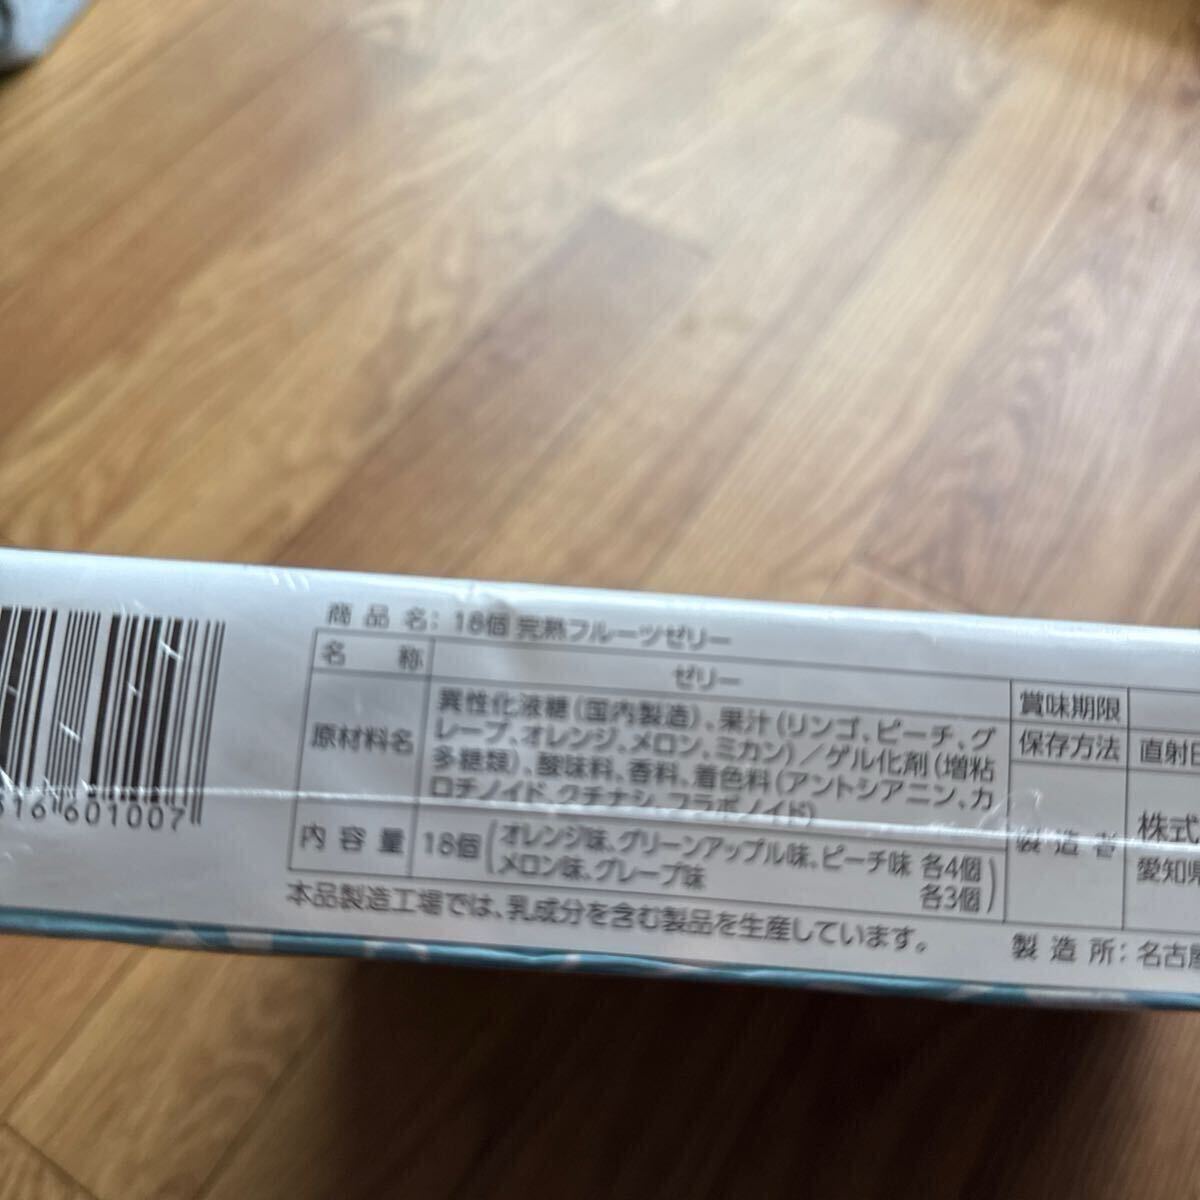 商品名：18個 完熟フルーツゼリー
名称 ゼリー
原材料名 異性化液糖（国内製造）、果汁（リンゴ、ピーチ、グ
レープ、オレンジ、メロン、ミカン）／ゲル化剤（増粘
多糖類）、酸味料、香料、着色料（アントシアニン、カ
ロチノイド、クチナシ、フラボノイド）
内容量 18個（オレンジ味、グリーンアップル味、ピーチ味 各4個
メロン味、グレープ味 各3個）
本品製造工場では、乳成分を含む製品を生産しています。
賞味期限
保存方法 直射日
製造者 株式
愛知県
製造所：名古屋
516 601007